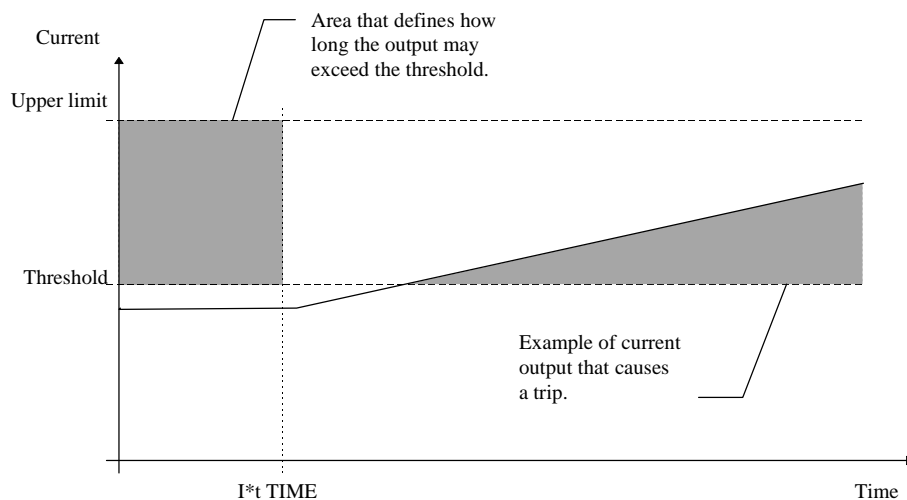 Area that defines how
long the output may
exceed the threshold.
Current
Upper limit
Threshold
Example of current
output that causes
a trip.
I*t TIME
Time